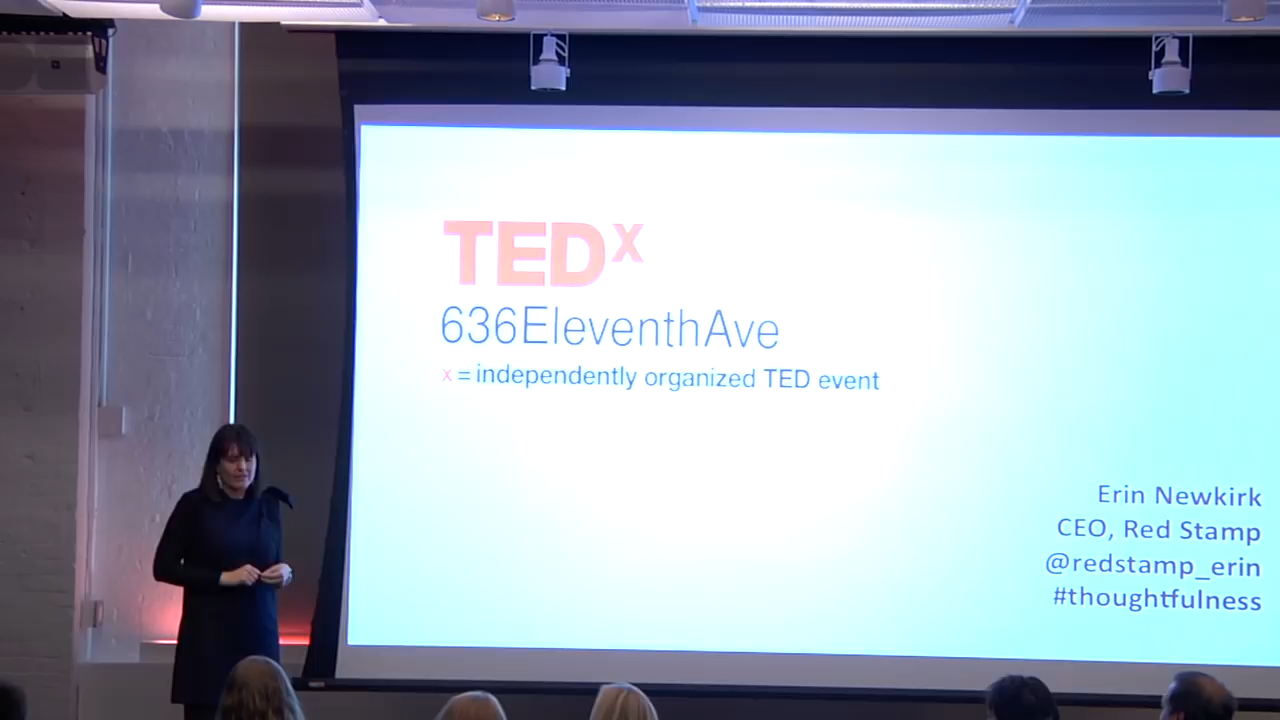 TEDx
636EleventhAve
x = independently organized TED event
Erin Newkirk
CEO, Red Stamp
@redstamp_erin
#thoughtfulness